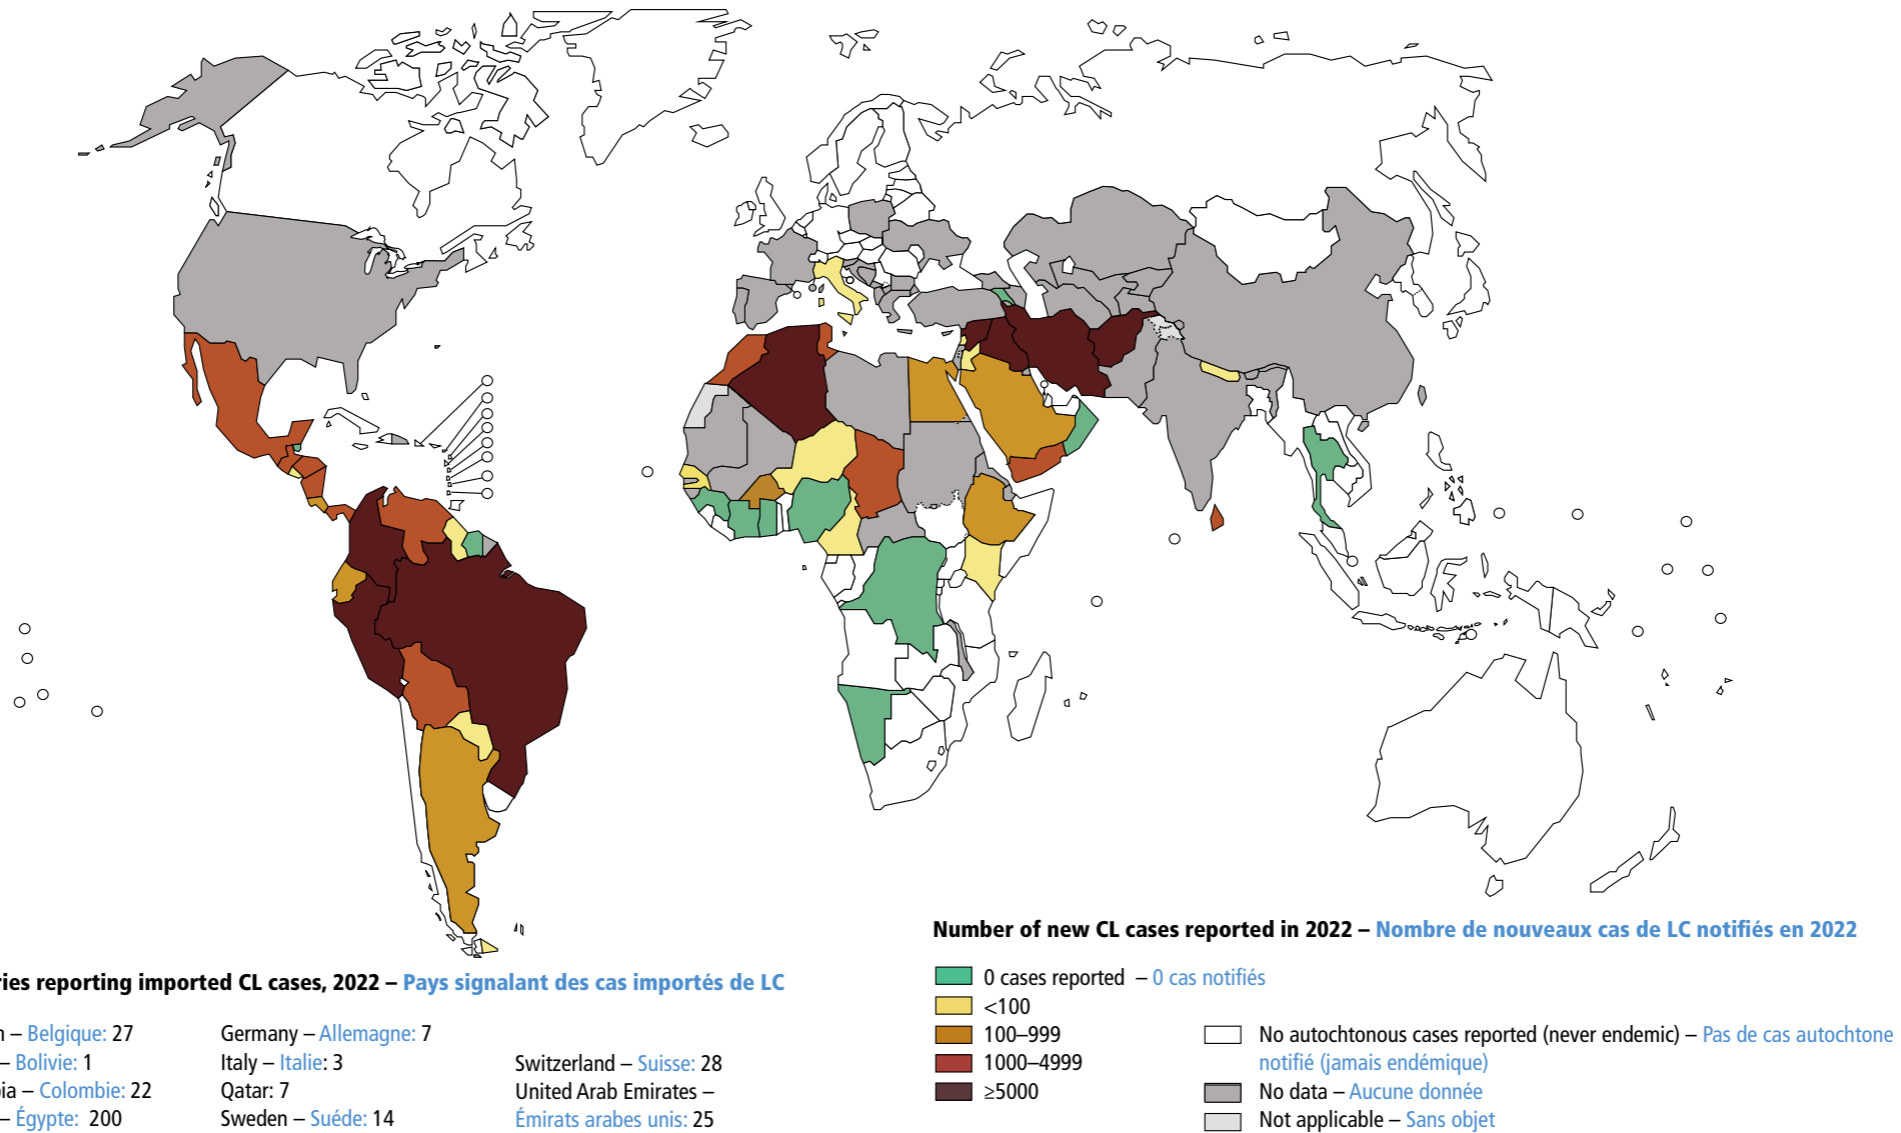 Number of new CL cases reported in 2022 – Nombre de nouveaux cas de LC notifiés en 2022
0 cases reported – 0 cas notifiés
<100
100–999
1000–4999
≥5000
No autochtonous cases reported (never endemic) – Pas de cas autochtone
notifié (jamais endémique)
No data – Aucune donnée
Not applicable – Sans objet
reporting imported CL cases, 2022 – Pays signalant des cas importés de LC
– Belgique: 27
– Bolivie: 1
– Colombie: 22
– Égypte: 200
Germany – Allemagne: 7
Italy – Italie: 3
Qatar: 7
Sweden – Suéde: 14
Switzerland – Suisse: 28
United Arab Emirates –
Émirats arabes unis: 25